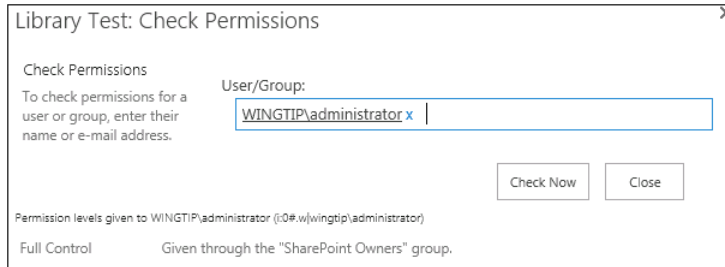 Library Test: Check Permissions
Check Permissions
To check permissions for a
user or group, enter their
name or e-mail address.
User/Group:
WINGTIP\administrator x
Check Now
Close
Permission levels given to WINGTIP\administrator (i:0#.w|wingtip\administrator)
Full Control Given through the "SharePoint Owners" group.